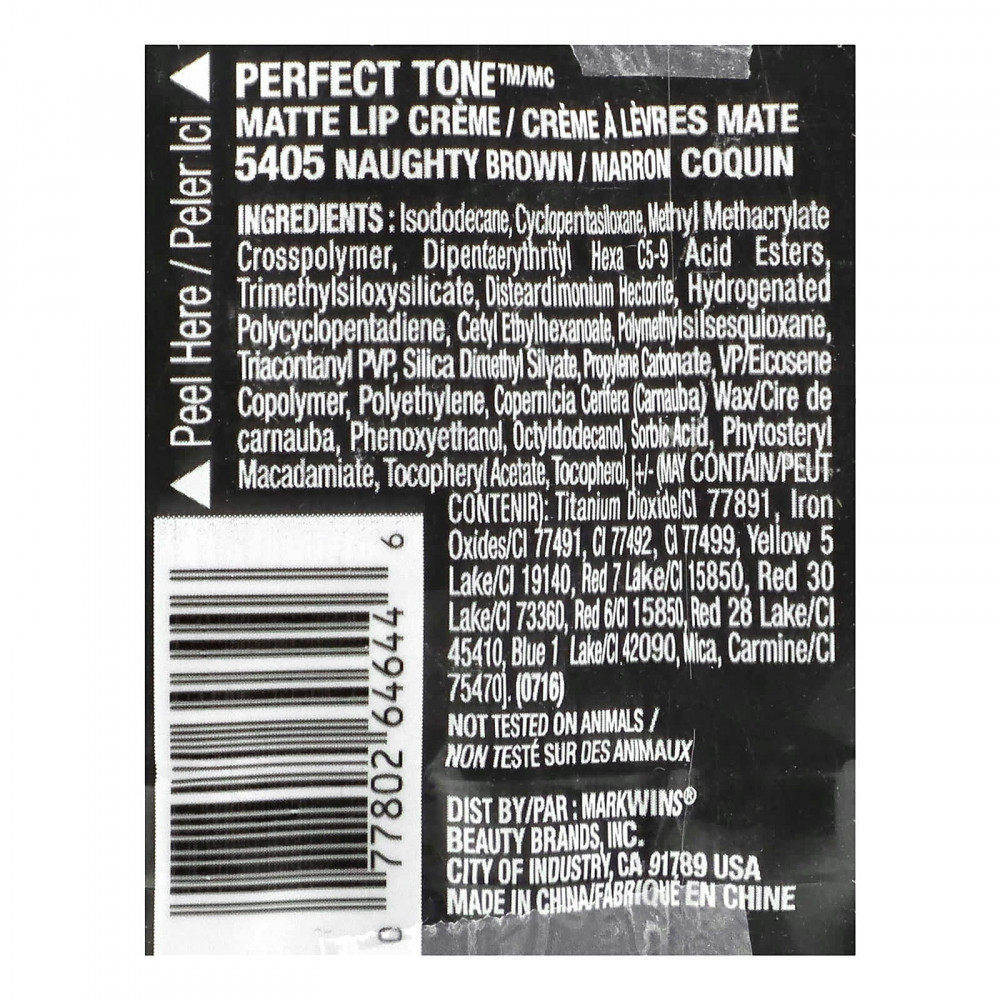 Peel Here / Peler Ici
PERFECT TONE™/MC
MATTE LIP CRÈME / CRÈME À LÈVRES MATE
5405 NAUGHTY BROWN / MARRON COQUIN
INGREDIENTS : Isododecane, Cyclopentasiloxane, Methyl Methacrylate
Crosspolymer, Dipentaerythrityl Hexa C5-9 Acid Esters,
Trimethylsiloxysilicate, Disteardimonium Hectorite, Hydrogenated
Polycyclopentadiene, Cetyl Ethylhexanoate, Polymethylsilsesquioxane,
Triacontanyl PVP, Silica Dimethyl Silyate, Propylene Carbonate, VP/Eicosene
Copolymer, Polyethylene, Copernicia Cerifera (Carnauba) Wax/Cire de
carnauba, Phenoxyethanol, Octyldodecanol, Sorbic Acid, Phytosteryl
Macadamiate, Tocopheryl Acetate, Tocopherol, [+/- (MAY CONTAIN/PEUT
CONTENIR): Titanium Dioxide/CI 77891, Iron
Oxides/CI 77491, CI 77492, CI 77499, Yellow 5
Lake/CI 19140, Red 7 Lake/CI 15850, Red 30
Lake/CI 73360, Red 6/CI 15850, Red 28 Lake/CI
45410, Blue 1 Lake/CI 42090, Mica, Carmine/CI
75470]. (0716)
NOT TESTED ON ANIMALS /
NON TESTÉ SUR DES ANIMAUX
DIST BY/PAR : MARKWINS®
BEAUTY BRANDS, INC.
CITY OF INDUSTRY, CA 91789 USA
MADE IN CHINA/FABRIQUÉ EN CHINE
0 77802 64644 6